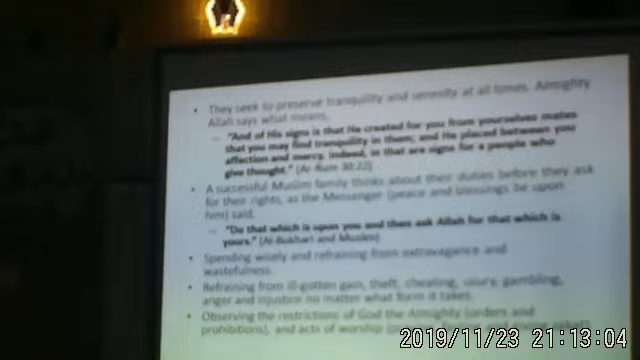 • They seek to preserve tranquility and serenity at all times. Almighty
Allah says what means,
– "And of His signs is that He created for you from yourselves mates
that you may find tranquility in them; and He placed between you
affection and mercy. Indeed, in that are signs for a people who
give thought." (Ar-Rum
• A successful Muslim family thinks about their duties before they ask
for their rights, as the Messenger (peace and blessings be upon
him) said,
– "Do that which is upon you and then ask Allah for that which is
yours." (Al-Bukhari and Muslim)
• Spending wisely and refraining from extravagance and
wastefulness.
• Refraining from ill-gotten gain, theft, cheating, usury, gambling,
anger and injustice no matter what form it takes.
• Observing the restrictions of God the Almighty (orders and
prohibitions), and acts of worship
2019/11/23 21:13:04